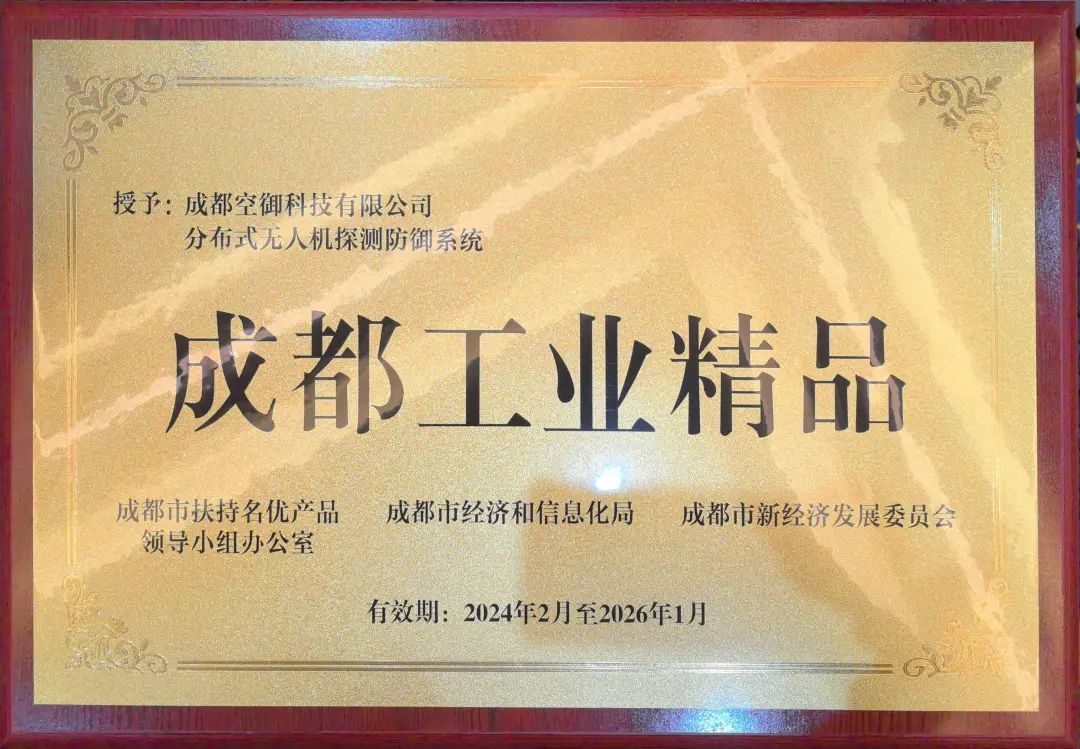 授予：成都空御科技有限公司
分布式无人机探测防御系统
成都工业精品
成都市扶持名优产品
领导小组办公室
成都市经济和信息化局
成都市新经济发展委员会
有效期：2024年2月至2026年1月